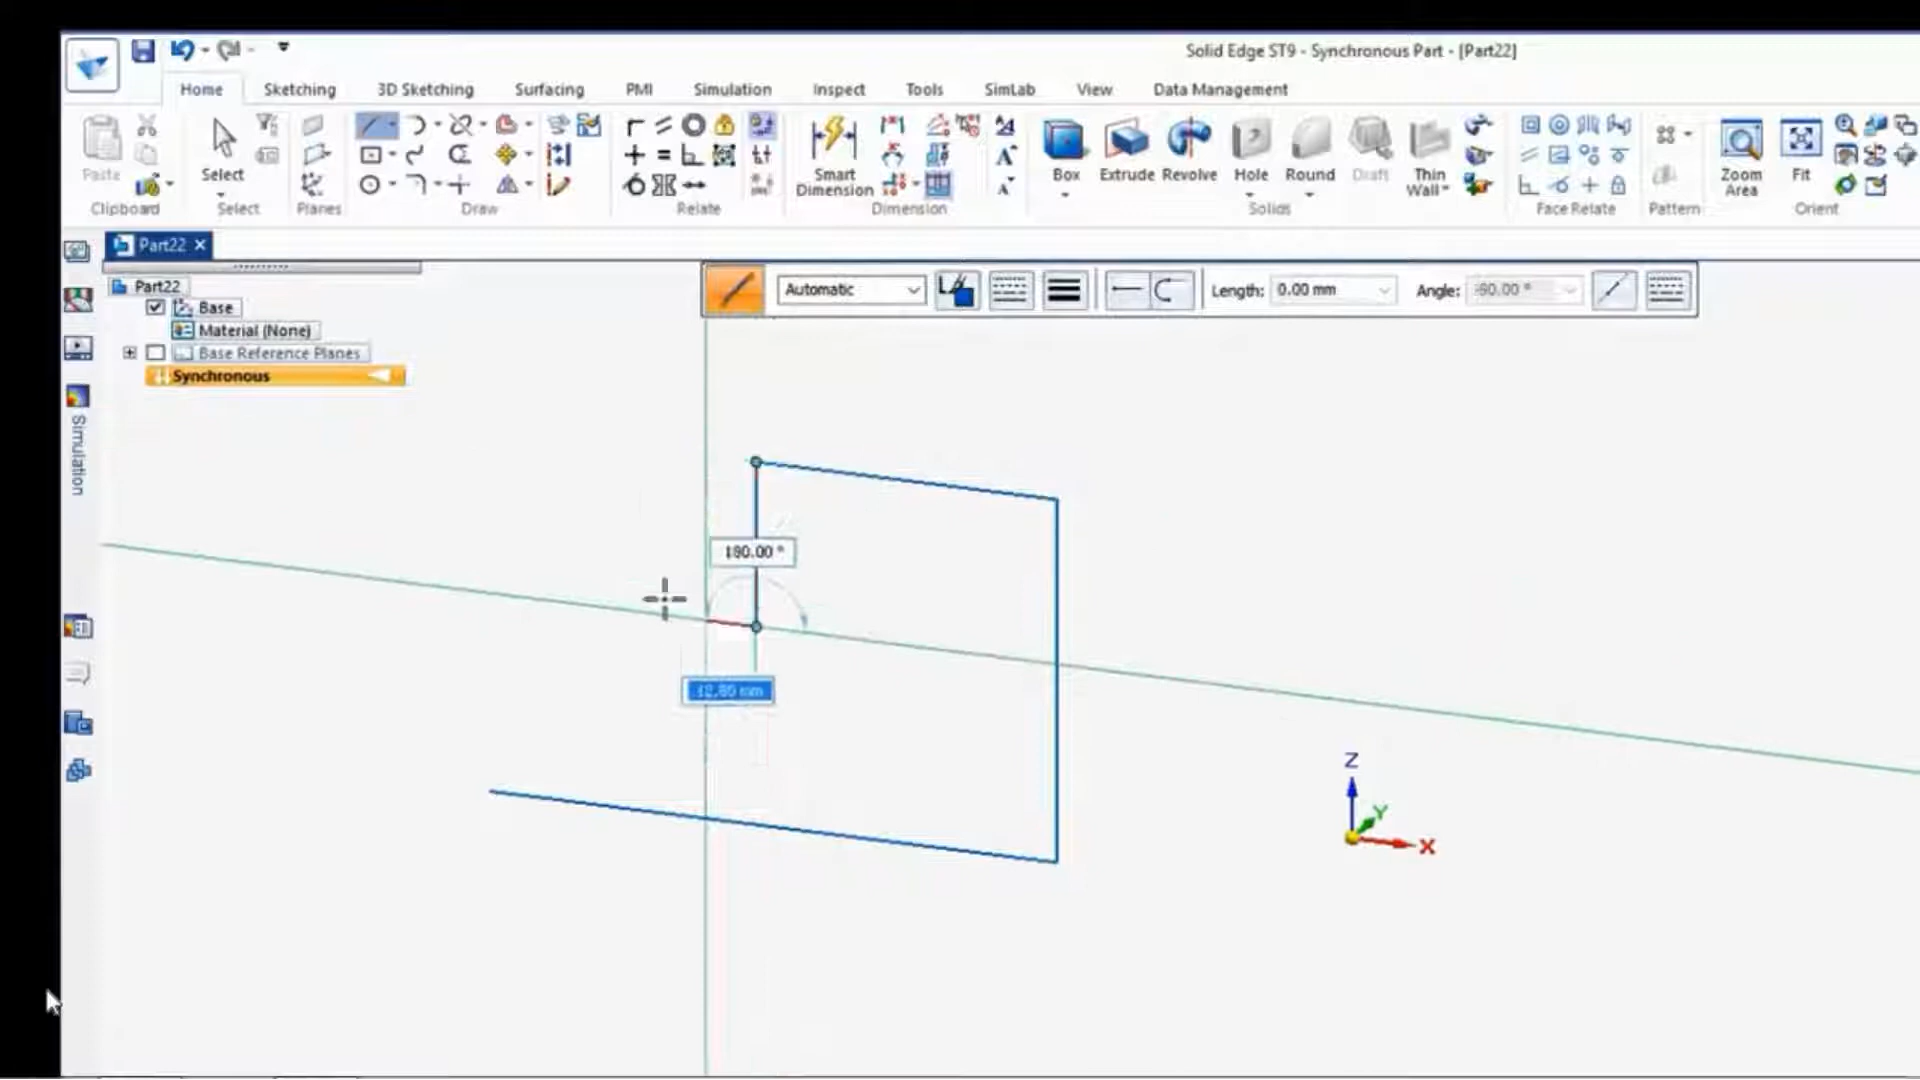 Solid Edge ST9 - Synchronous Part - [Part22]
Home Sketching 3D Sketching Surfacing PMI Simulation Inspect Tools SimLab View Data Management
Paste
Clipboard
Select
Select
Planes
Draw
Relate
Smart
Dimension
Dimension
Box Extrude Revolve Hole Round Draft Thin
Wall
Solids
Face Relate
Pattern
Zoom
Area
Fit
Orient
Part22
Part22
Base
Material (None)
Base Reference Planes
Synchronous
Automatic
Length: 0.00 mm
Angle:
Simulation
180.00 °
Z
Y
X